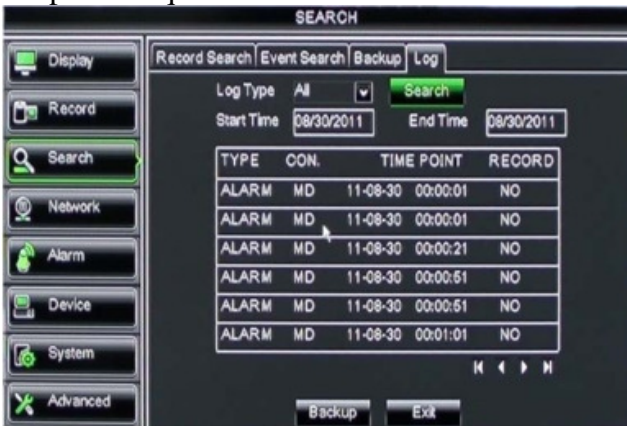 SEARCH
Display
Record
Search
Network
Alarm
Device
System
Advanced
Record Search Event Search Backup Log
Log Type All Search
Start Time 08/30/2011 End Time 08/30/2011
TYPE CON. TIME POINT RECORD
ALARM MD 11-08-30 00:00:01 NO
ALARM MD 11-08-30 00:00:01 NO
ALARM MD 11-08-30 00:00:21 NO
ALARM MD 11-08-30 00:00:51 NO
ALARM MD 11-08-30 00:00:51 NO
ALARM MD 11-08-30 00:01:01 NO
Backup Exit